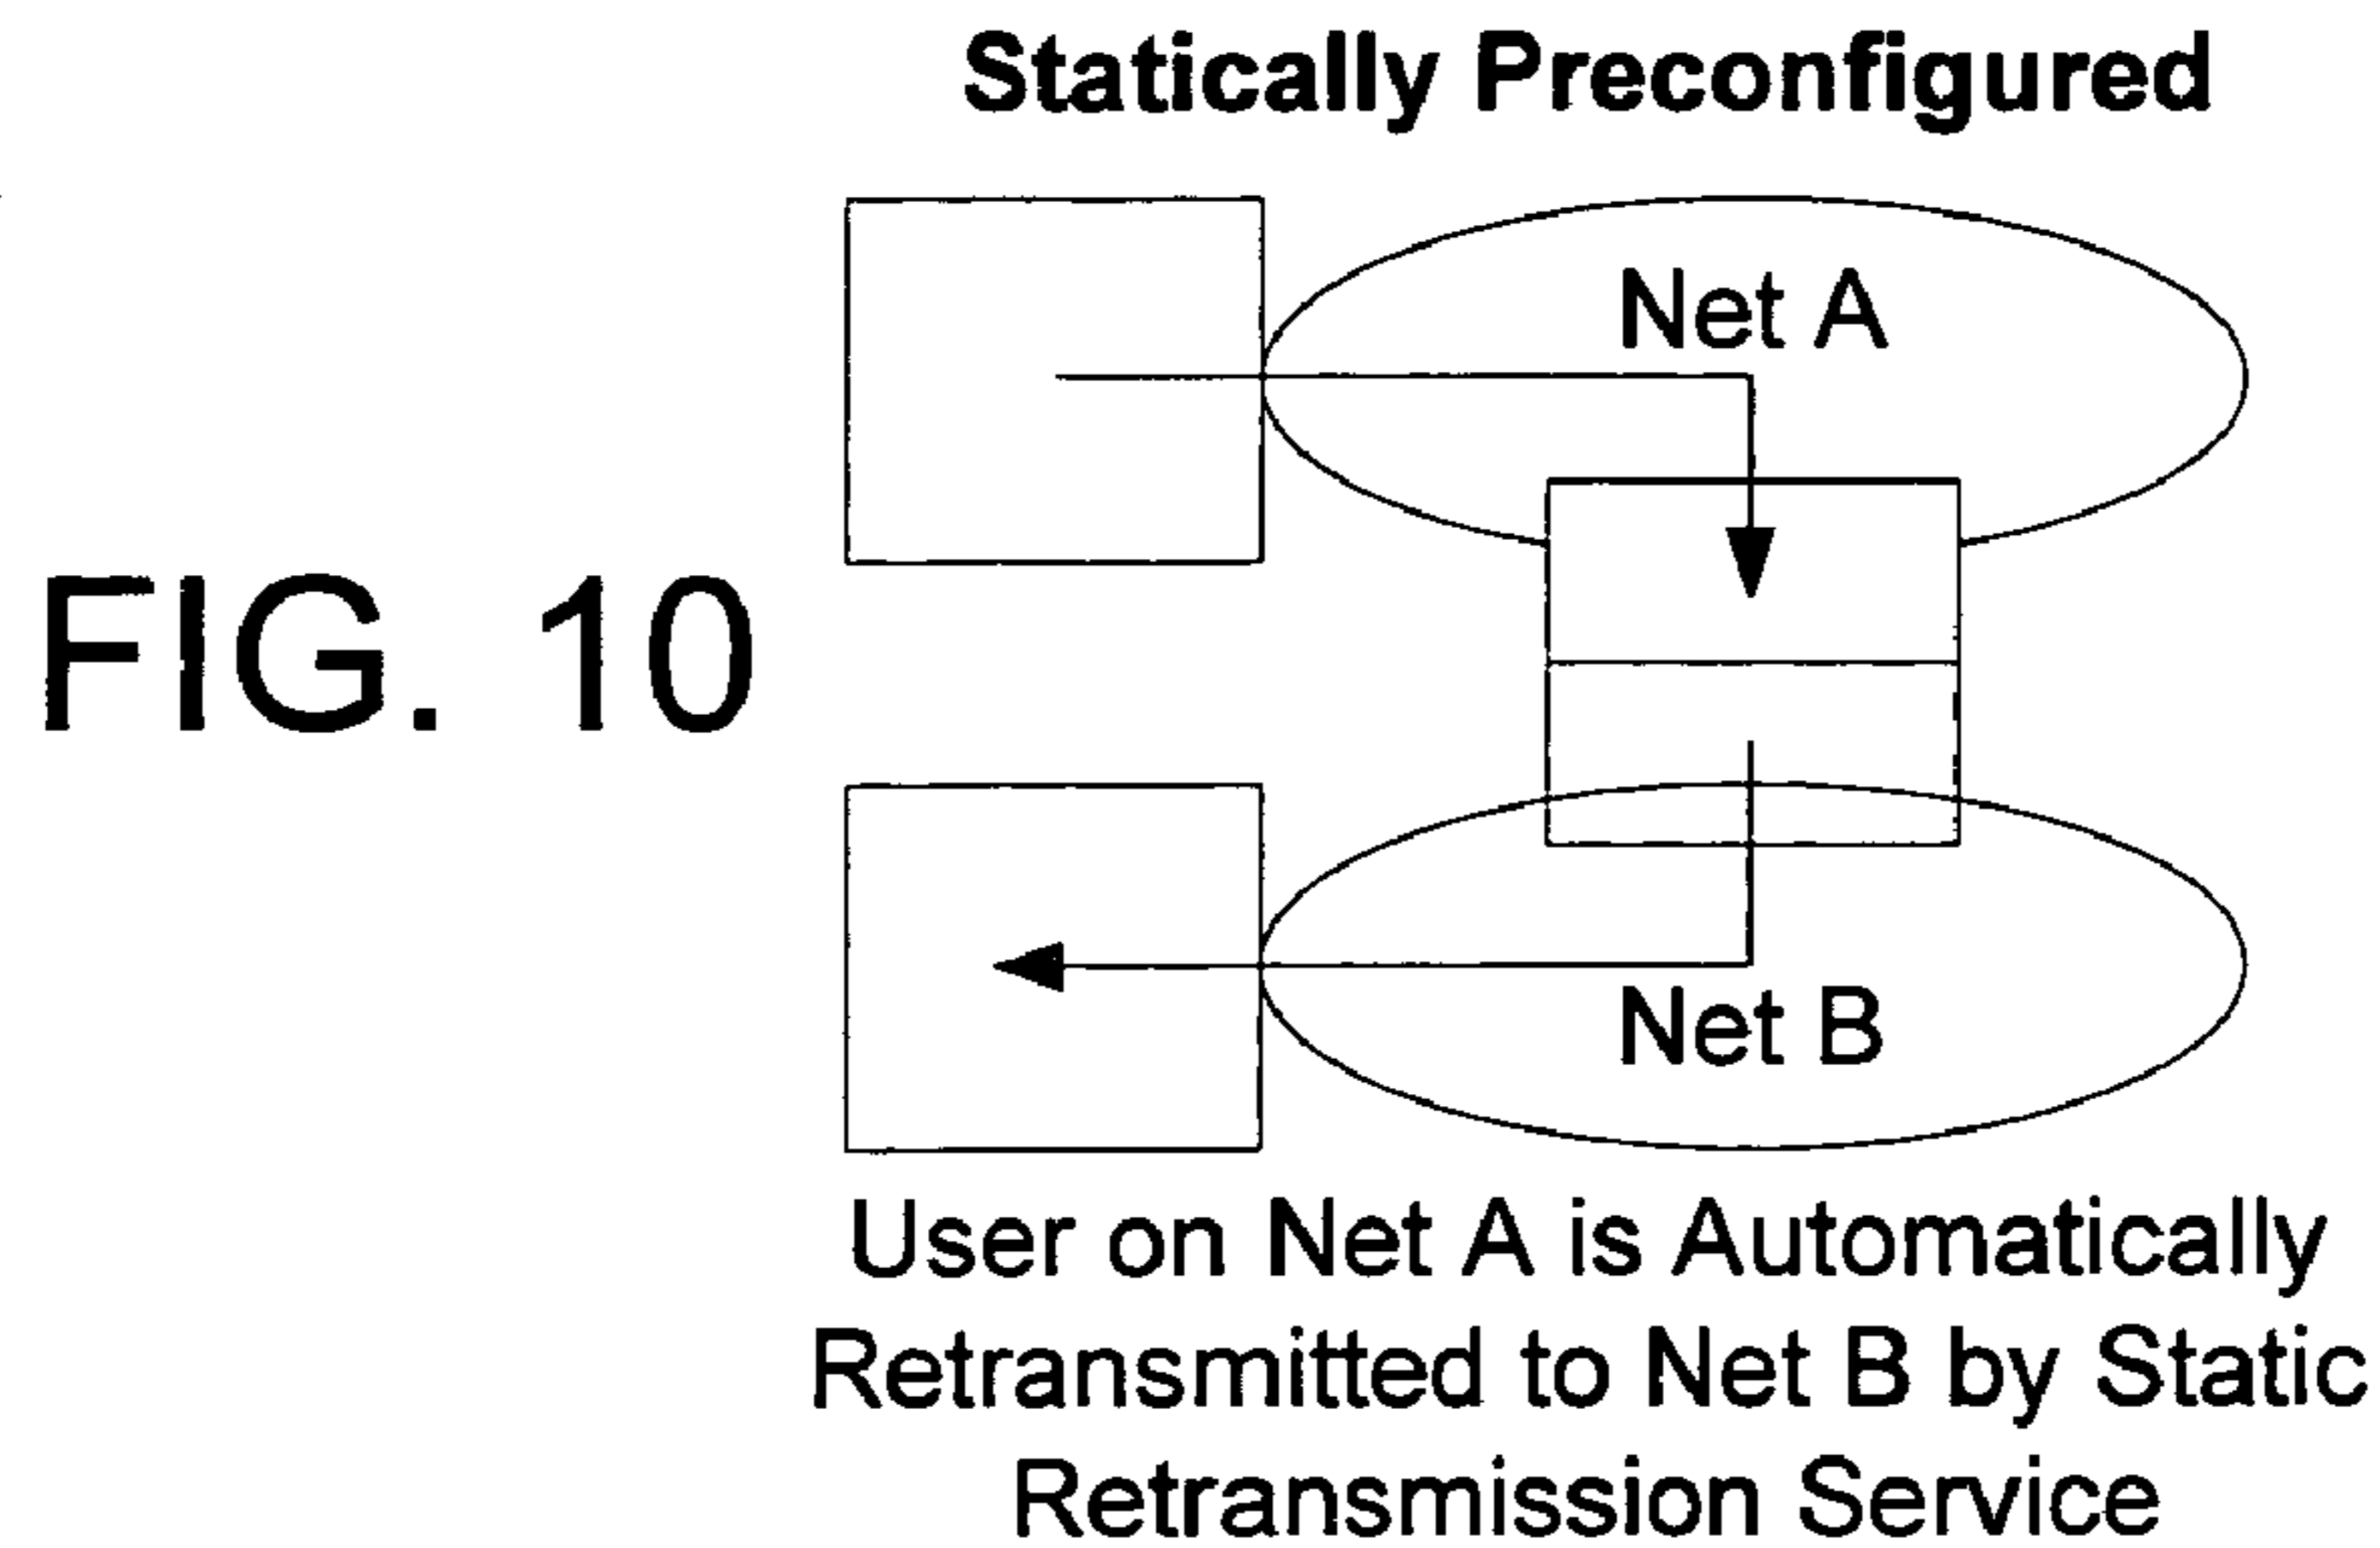 Statically Preconfigured
Net A
FIG. 10
Net B
User on Net A is Automatically
Retransmitted to Net B by Static
Retransmission Service